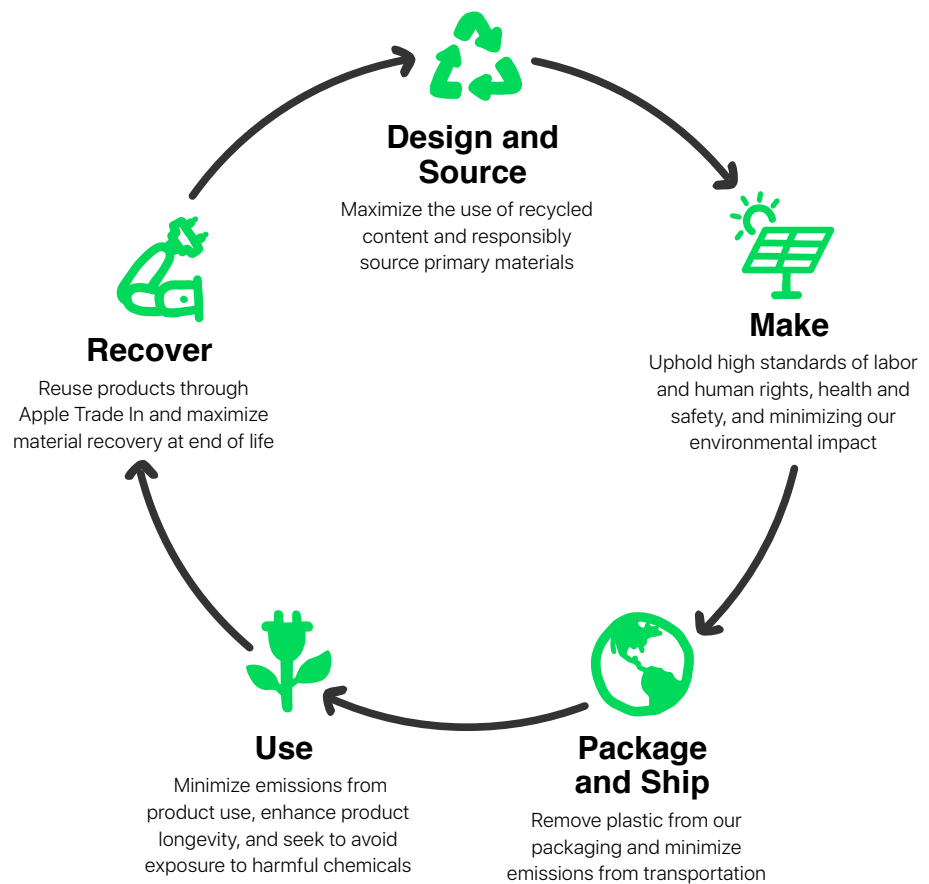 Design and
Source
Maximize the use of recycled
content and responsibly
source primary materials
Make
Uphold high standards of labor
and human rights, health and
safety, and minimizing our
environmental impact
Package
and Ship
Remove plastic from our
packaging and minimize
emissions from transportation
Use
Minimize emissions from
product use, enhance product
longevity, and seek to avoid
exposure to harmful chemicals
Recover
Reuse products through
Apple Trade In and maximize
material recovery at end of life